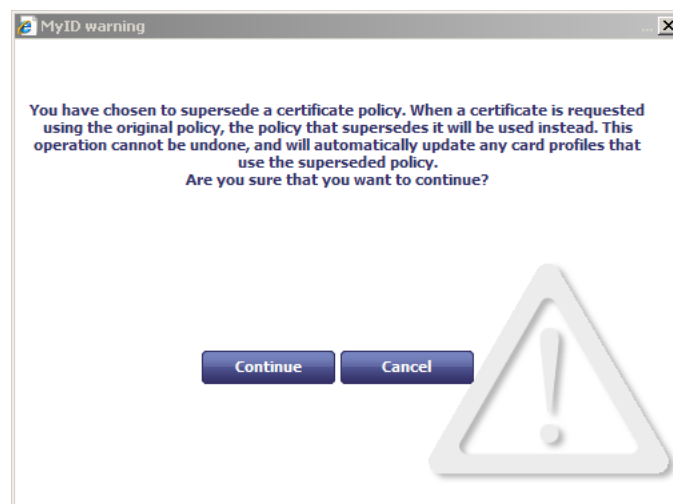 MyID warning
...
You have chosen to supersede a certificate policy. When a certificate is requested
using the original policy, the policy that supersedes it will be used instead. This
operation cannot be undone, and will automatically update any card profiles that
use the superseded policy.
Are you sure that you want to continue?
Continue
Cancel